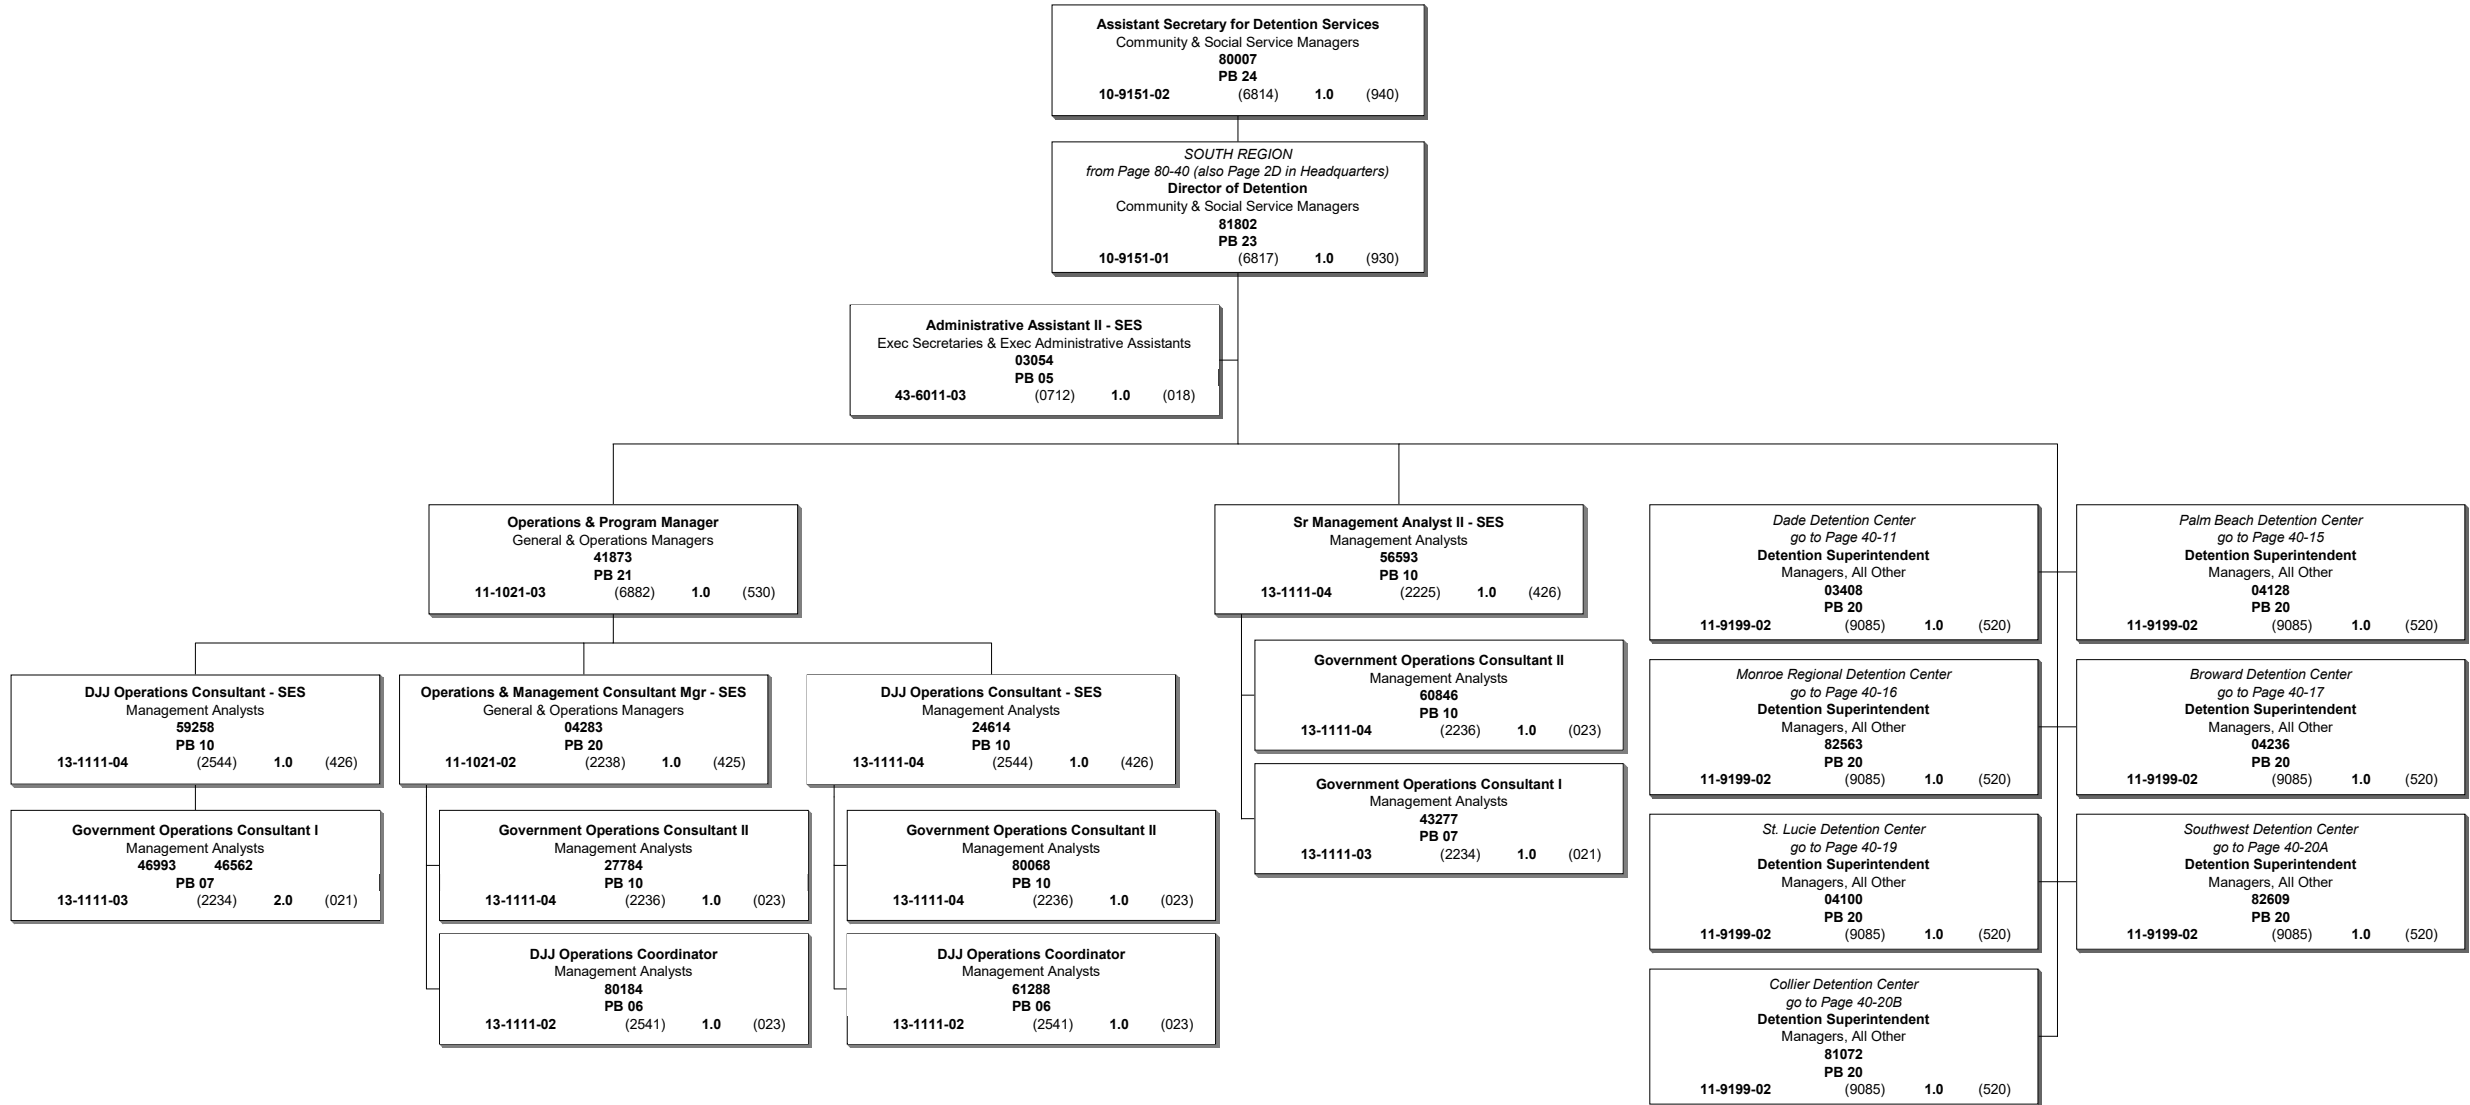 Assistant Secretary for Detention Services
Community & Social Service Managers
80007
PB 24
10-9151-02 (6814) 1.0 (940)
SOUTH REGION
from Page 80-40 (also Page 2D in Headquarters)
Director of Detention
Community & Social Service Managers
81802
PB 23
10-9151-01 (6817) 1.0 (930)
Administrative Assistant II - SES
Exec Secretaries & Exec Administrative Assistants
03054
PB 05
43-6011-03 (0712) 1.0 (018)
Operations & Program Manager
General & Operations Managers
41873
PB 21
11-1021-03 (6882) 1.0 (530)
DJJ Operations Consultant - SES
Management Analysts
59258
PB 10
13-1111-04 (2544) 1.0 (426)
Government Operations Consultant I
Management Analysts
46993 46562
PB 07
13-1111-03 (2234) 2.0 (021)
Operations & Management Consultant Mgr - SES
General & Operations Managers
04283
PB 20
11-1021-02 (2238) 1.0 (425)
Government Operations Consultant II
Management Analysts
27784
PB 10
13-1111-04 (2236) 1.0 (023)
DJJ Operations Coordinator
Management Analysts
80184
PB 06
13-1111-02 (2541) 1.0 (023)
DJJ Operations Consultant - SES
Management Analysts
24614
PB 10
13-1111-04 (2544) 1.0 (426)
Government Operations Consultant II
Management Analysts
80068
PB 10
13-1111-04 (2236) 1.0 (023)
DJJ Operations Coordinator
Management Analysts
61288
PB 06
13-1111-02 (2541) 1.0 (023)
Sr Management Analyst II - SES
Management Analysts
56593
PB 10
13-1111-04 (2225) 1.0 (426)
Government Operations Consultant II
Management Analysts
60846
PB 10
13-1111-04 (2236) 1.0 (023)
Government Operations Consultant I
Management Analysts
43277
PB 07
13-1111-03 (2234) 1.0 (021)
Dade Detention Center
go to Page 40-11
Detention Superintendent
Managers, All Other
03408
PB 20
11-9199-02 (9085) 1.0 (520)
Palm Beach Detention Center
go to Page 40-15
Detention Superintendent
Managers, All Other
04128
PB 20
11-9199-02 (9085) 1.0 (520)
Monroe Regional Detention Center
go to Page 40-16
Detention Superintendent
Managers, All Other
82563
PB 20
11-9199-02 (9085) 1.0 (520)
Broward Detention Center
go to Page 40-17
Detention Superintendent
Managers, All Other
04236
PB 20
11-9199-02 (9085) 1.0 (520)
St. Lucie Detention Center
go to Page 40-19
Detention Superintendent
Managers, All Other
04100
PB 20
11-9199-02 (9085) 1.0 (520)
Southwest Detention Center
go to Page 40-20A
Detention Superintendent
Managers, All Other
82609
PB 20
11-9199-02 (9085) 1.0 (520)
Collier Detention Center
go to Page 40-20B
Detention Superintendent
Managers, All Other
81072
PB 20
11-9199-02 (9085) 1.0 (520)